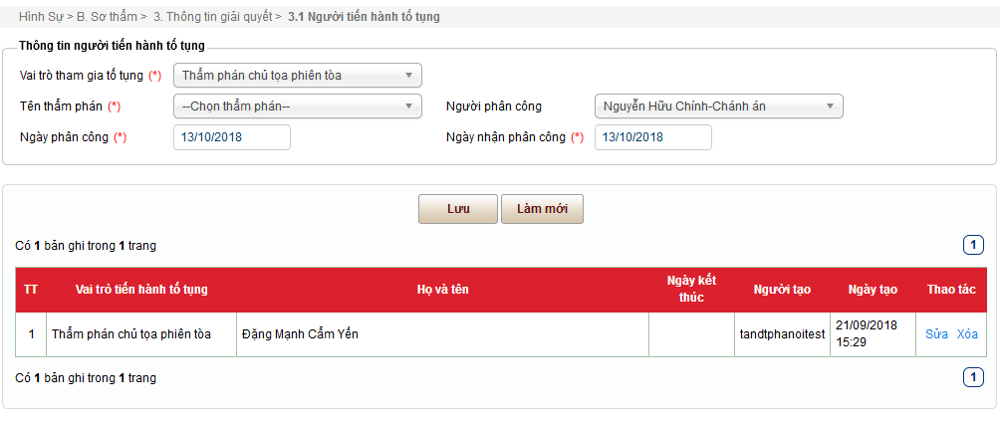 Hình Sự > B. Sơ thẩm > 3. Thông tin giải quyết > 3.1 Người tiến hành tố tụng
Thông tin người tiến hành tố tụng
Vai trò tham gia tố tụng (*) Thẩm phán chủ tọa phiên tòa
Tên thẩm phán (*) --Chọn thẩm phán-- Người phân công Nguyễn Hữu Chính-Chánh án
Ngày phân công (*) 13/10/2018 Ngày nhận phân công (*) 13/10/2018
Lưu Làm mới
Có 1 bản ghi trong 1 trang 1
TT Vai trò tiến hành tố tụng Họ và tên Ngày kết thúc Người tạo Ngày tạo Thao tác
1 Thẩm phán chủ tọa phiên tòa Đặng Mạnh Cẩm Yến tandtphanoitest 21/09/2018 15:29 Sửa Xóa
Có 1 bản ghi trong 1 trang 1